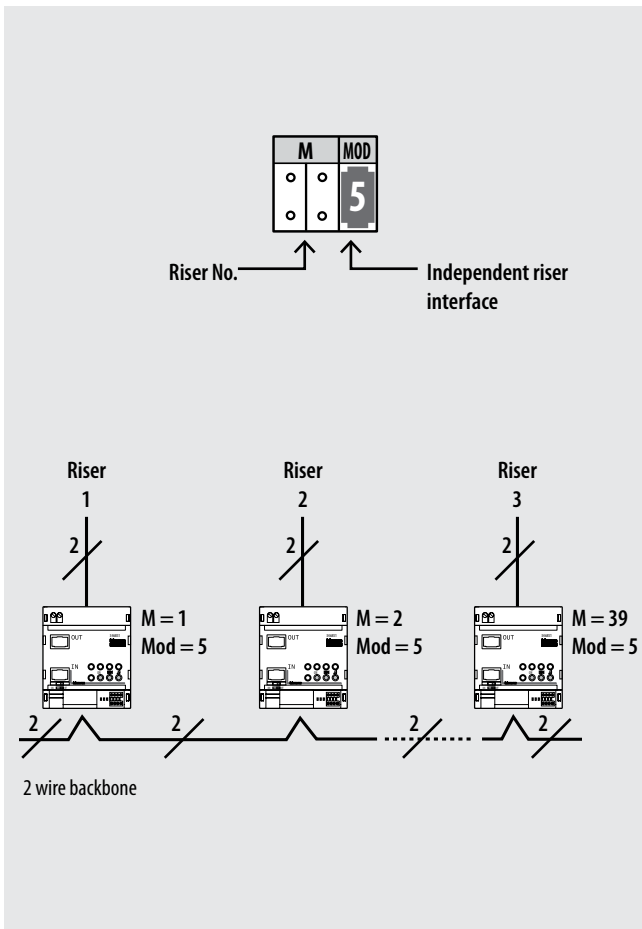 M MOD
5
Riser No.
Independent riser
interface
Riser Riser Riser
1 2 3
2 2 2
OUT OUT OUT
M = 1 M = 2 M = 39
Mod = 5 Mod = 5 Mod = 5
IN IN IN
2 2 2 2
2 wire backbone